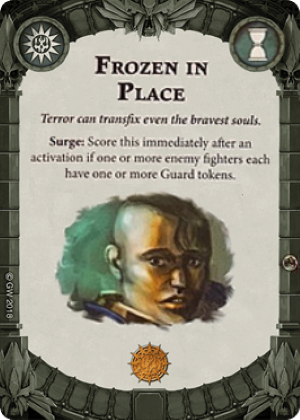 FROZEN IN
PLACE
Terror can transfix even the bravest souls.
Surge: Score this immediately after an
activation if one or more enemy fighters each
have one or more Guard tokens.
© GW 2018